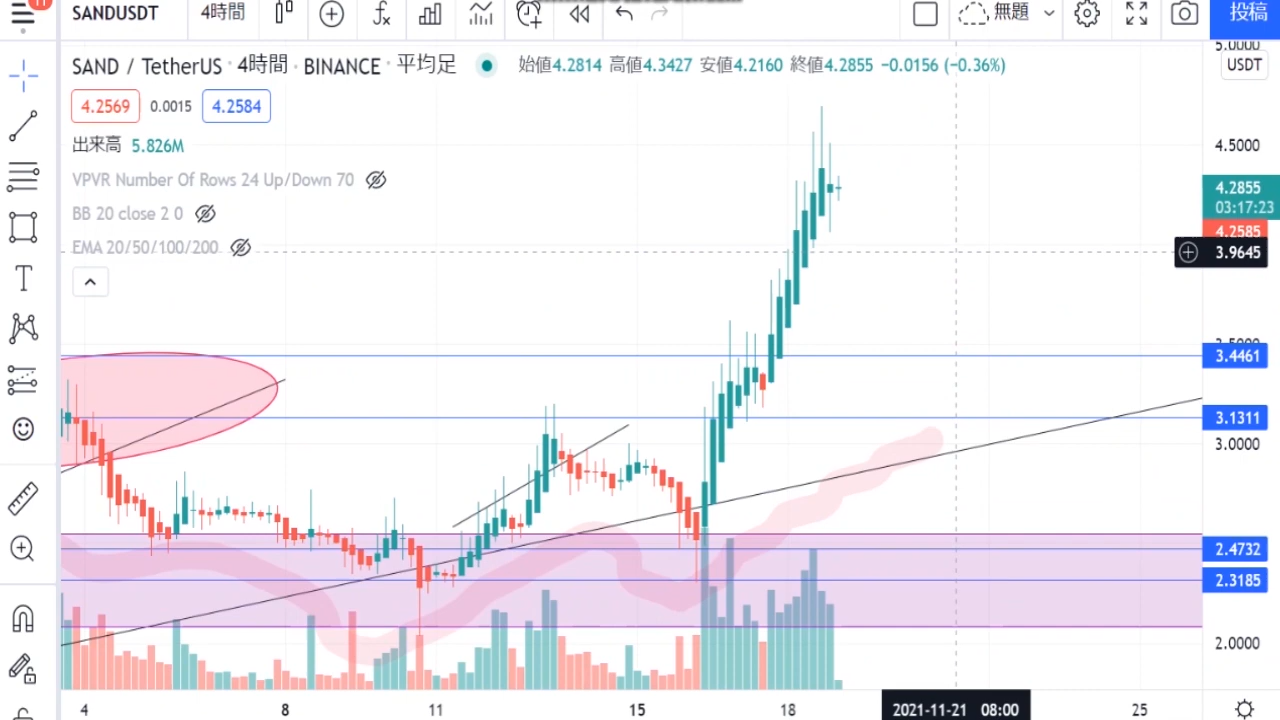 11
SANDUSDT 4時間 無題 投稿
SAND / TetherUS · 4時間 · BINANCE · 平均足 始値4.2814 高値4.3427 安値4.2160 終値4.2855 −0.0156 (−0.36%)
4.2569 0.0015 4.2584
出来高 5.826M
VPVR Number Of Rows 24 Up/Down 70
BB 20 close 2 0
EMA 20/50/100/200
5.0000
USDT
4.5000
4.2855
03:17:23
4.2585
3.9645
3.4461
3.1311
3.0000
2.4732
2.3185
2.0000
4 8 11 15 18 2021-11-21 08:00 25